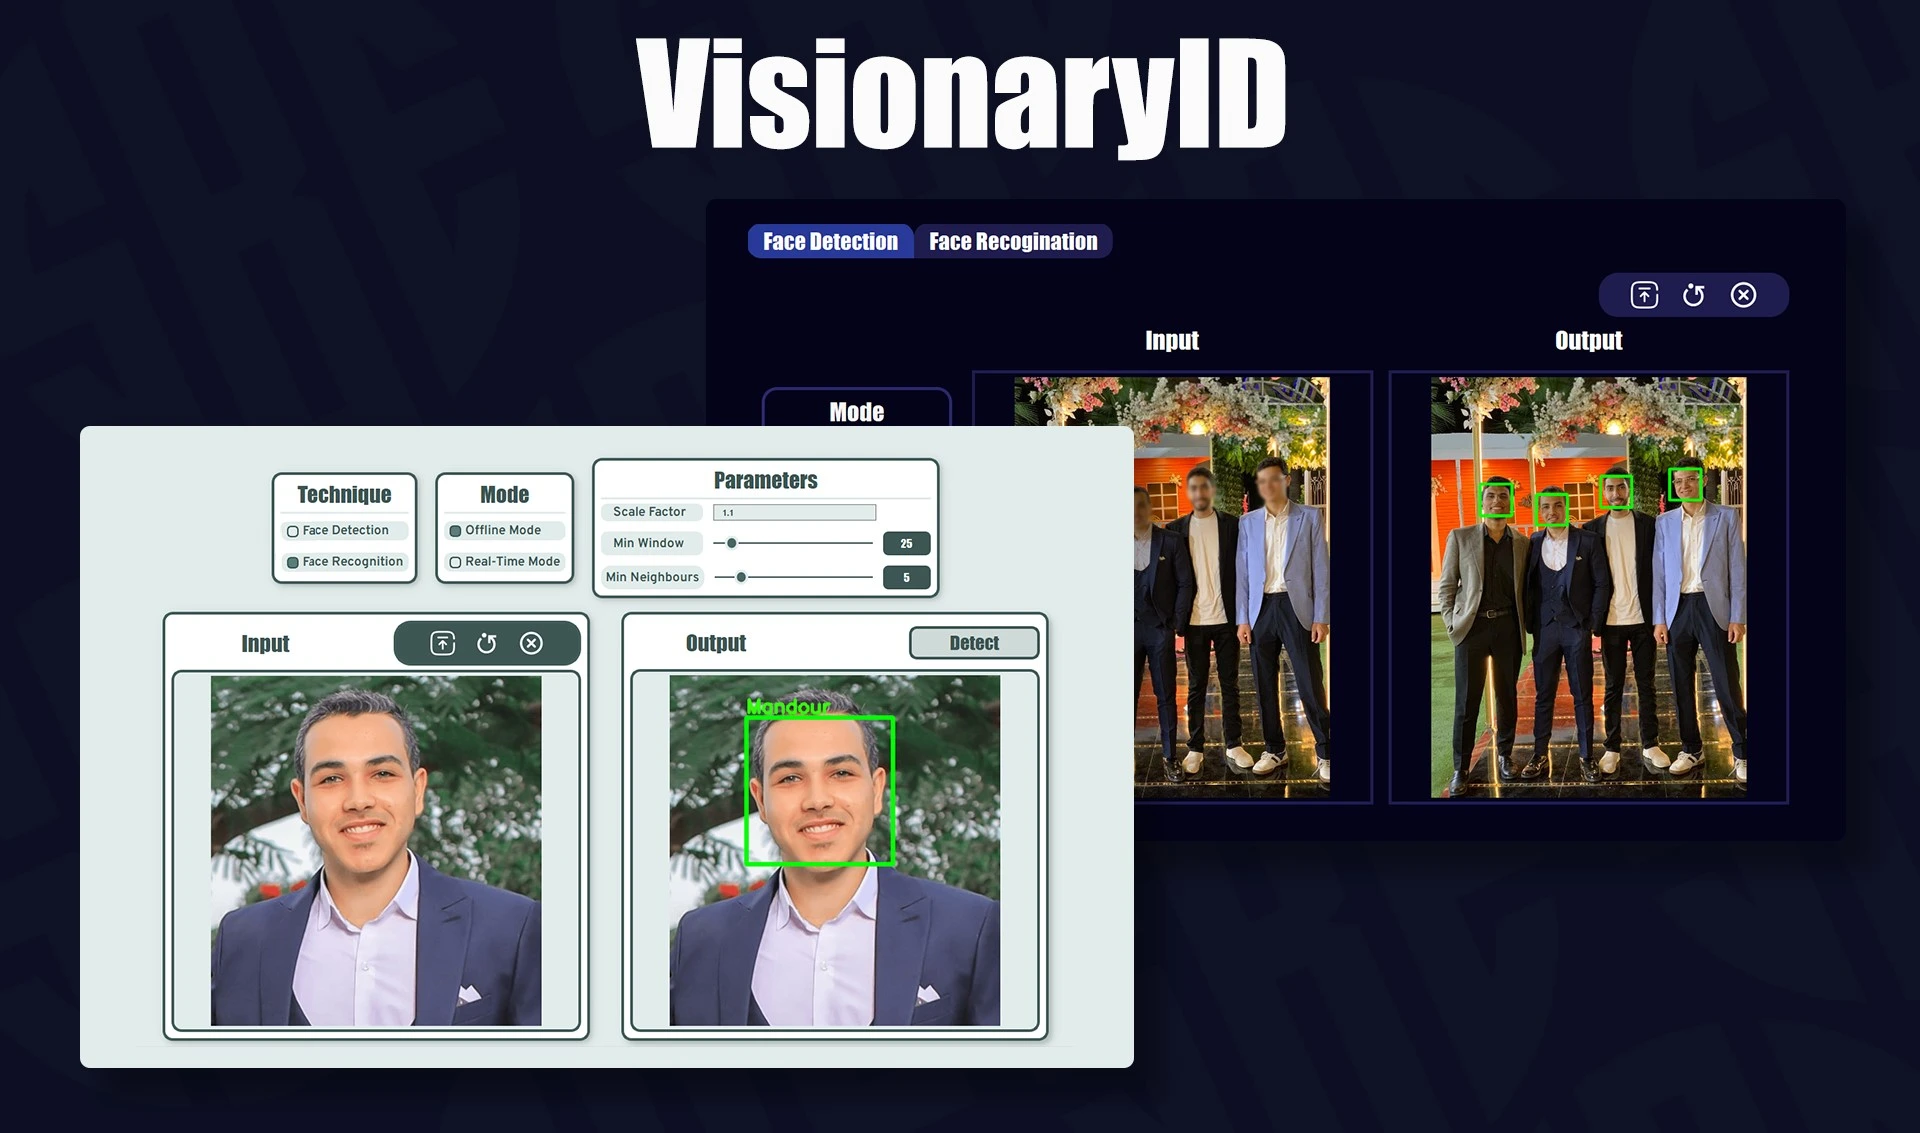 VisionaryID
Face Detection
Face Recogination
Input
Output
Mode
Technique
Face Detection
Face Recognition
Mode
Offline Mode
Real-Time Mode
Parameters
Scale Factor
1.1
Min Window
25
Min Neighbours
5
Input
Output
Detect
Mandour